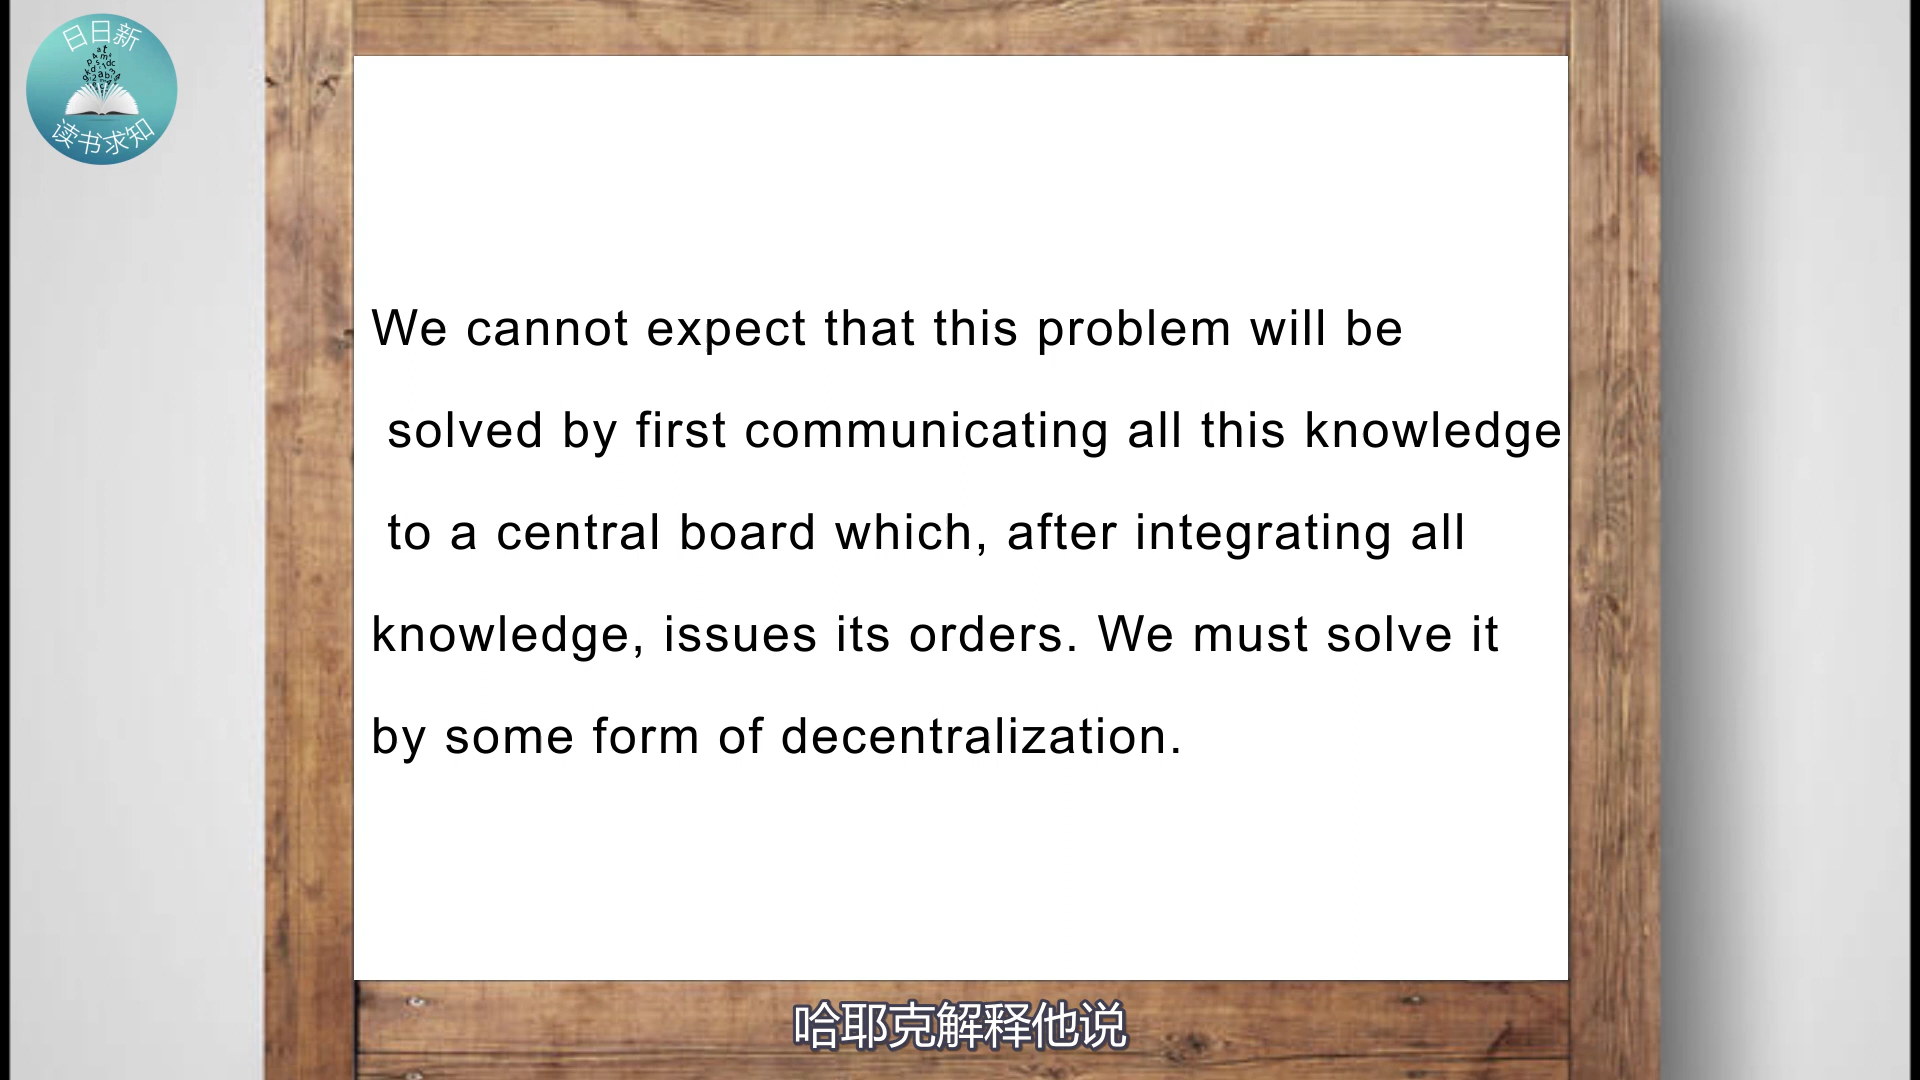 日日新
读书求知
We cannot expect that this problem will be
solved by first communicating all this knowledge
to a central board which, after integrating all
knowledge, issues its orders. We must solve it
by some form of decentralization.
哈耶克解释他说